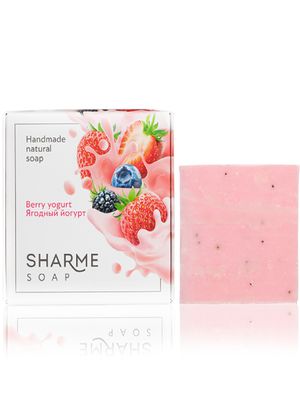 Handmade
natural
soap
Berry yogurt
Ягодный йогурт
SHARME
SOAP